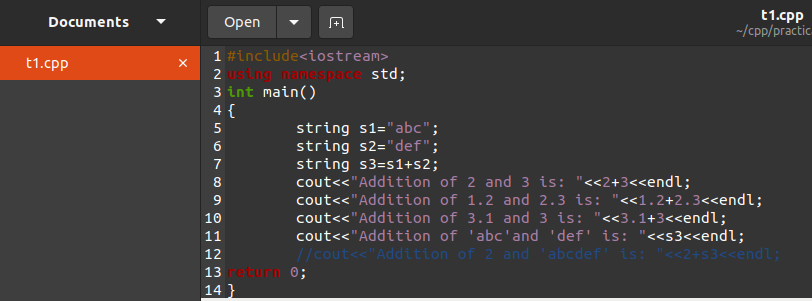 Documents
Open
t1.cpp
~/cpp/practic
t1.cpp ×
1 #include<iostream>
2 using namespace std;
3 int main()
4 {
5 string s1="abc";
6 string s2="def";
7 string s3=s1+s2;
8 cout<<"Addition of 2 and 3 is: "<<2+3<<endl;
9 cout<<"Addition of 1.2 and 2.3 is: "<<1.2+2.3<<endl;
10 cout<<"Addition of 3.1 and 3 is: "<<3.1+3<<endl;
11 cout<<"Addition of 'abc'and 'def' is: "<<s3<<endl;
12 //cout<<"Addition of 2 and 'abcdef' is: "<<2+s3<<endl;
13 return 0;
14 }